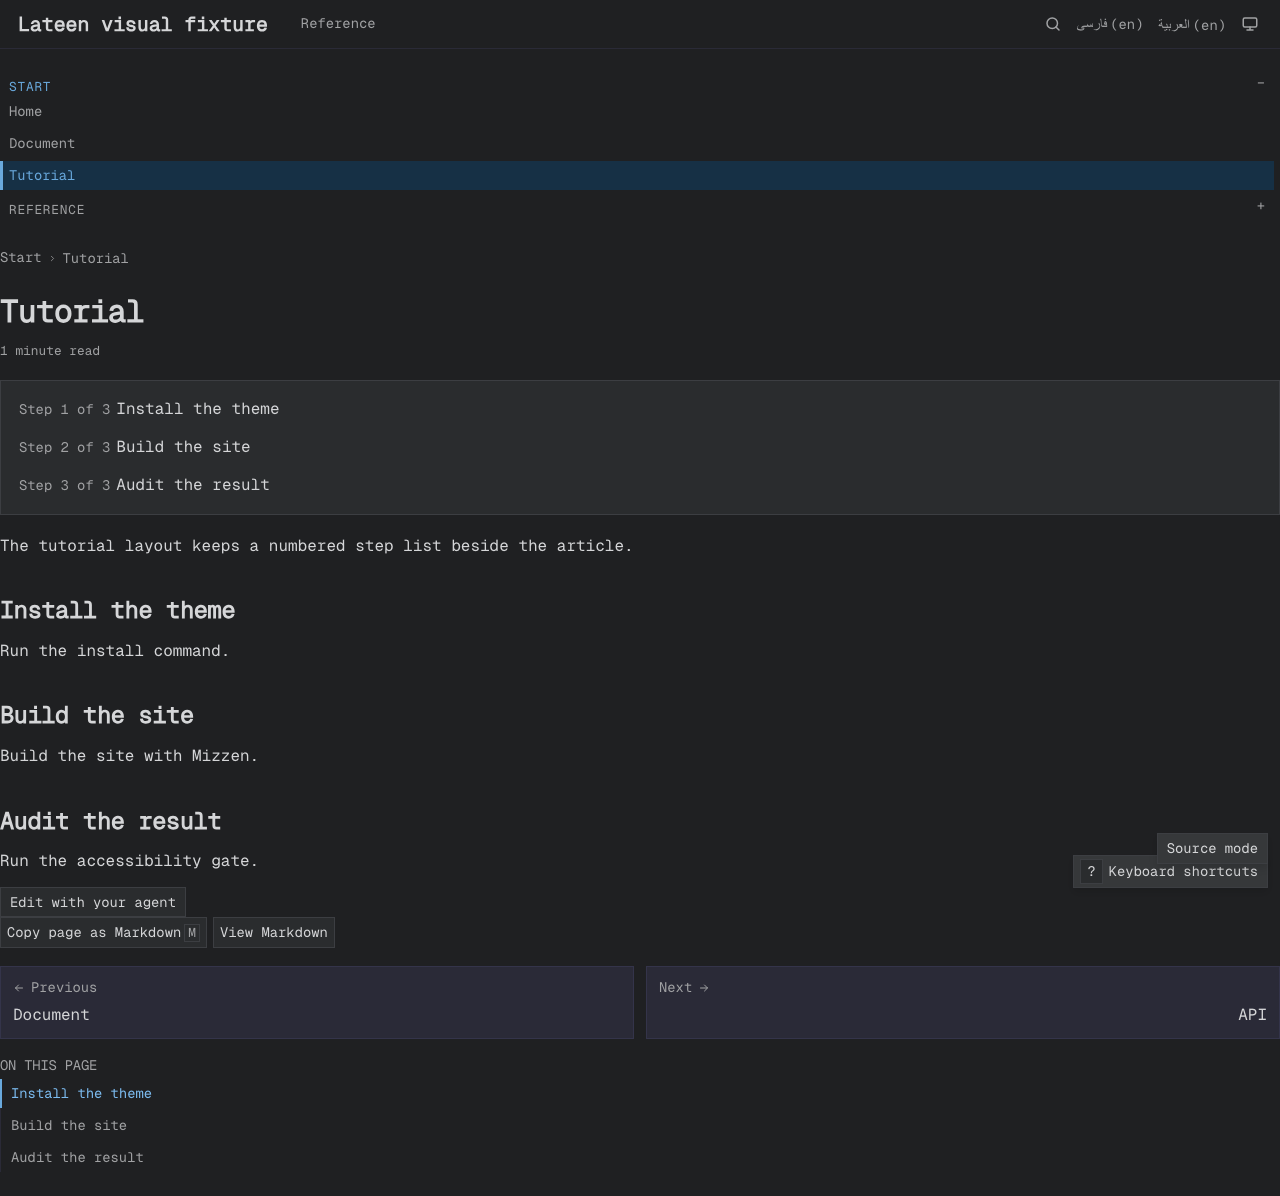 Lateen visual fixture Reference فارسی (en) العربية (en)
START −
Home
Document
Tutorial
REFERENCE +
Start › Tutorial
Tutorial
1 minute read
Step 1 of 3 Install the theme
Step 2 of 3 Build the site
Step 3 of 3 Audit the result
The tutorial layout keeps a numbered step list beside the article.
Install the theme
Run the install command.
Build the site
Build the site with Mizzen.
Audit the result
Run the accessibility gate.
Source mode
? Keyboard shortcuts
Edit with your agent
Copy page as Markdown M View Markdown
← Previous
Document
Next →
API
ON THIS PAGE
Install the theme
Build the site
Audit the result